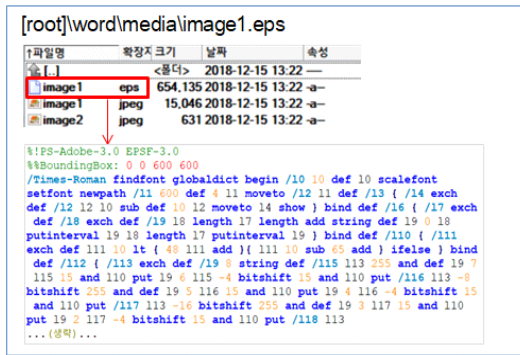 [root]\word\media\image1.eps
↑파일명 확장자 크기 날짜 속성
[..] <폴더> 2018-12-15 13:22 —
image1 eps 654,135 2018-12-15 13:22 -a--
image1 jpeg 15,046 2018-12-15 13:22 -a--
image2 jpeg 631 2018-12-15 13:22 -a--
%!PS-Adobe-3.0 EPSF-3.0
%%BoundingBox: 0 0 600 600
/Times-Roman findfont globaldict begin /10 10 def 10 scalefont
setfont newpath /11 600 def 4 11 moveto /12 11 def /13 { /14 exch
def /12 12 10 sub def 10 12 moveto 14 show } bind def /16 { /17 exch
def /18 exch def /19 18 length 17 length add string def 19 0 18
putinterval 19 18 length 17 putinterval 19 } bind def /110 { /111
exch def 111 10 lt { 48 111 add }{ 111 10 sub 65 add } ifelse } bind
def /112 { /113 exch def /19 8 string def /115 113 255 and def 19 7
115 15 and 110 put 19 6 115 -4 bitshift 15 and 110 put /116 113 -8
bitshift 255 and def 19 5 116 15 and 110 put 19 4 116 -4 bitshift 15
and 110 put /117 113 -16 bitshift 255 and def 19 3 117 15 and 110
put 19 2 117 -4 bitshift 15 and 110 put /118 113
...(생략)...